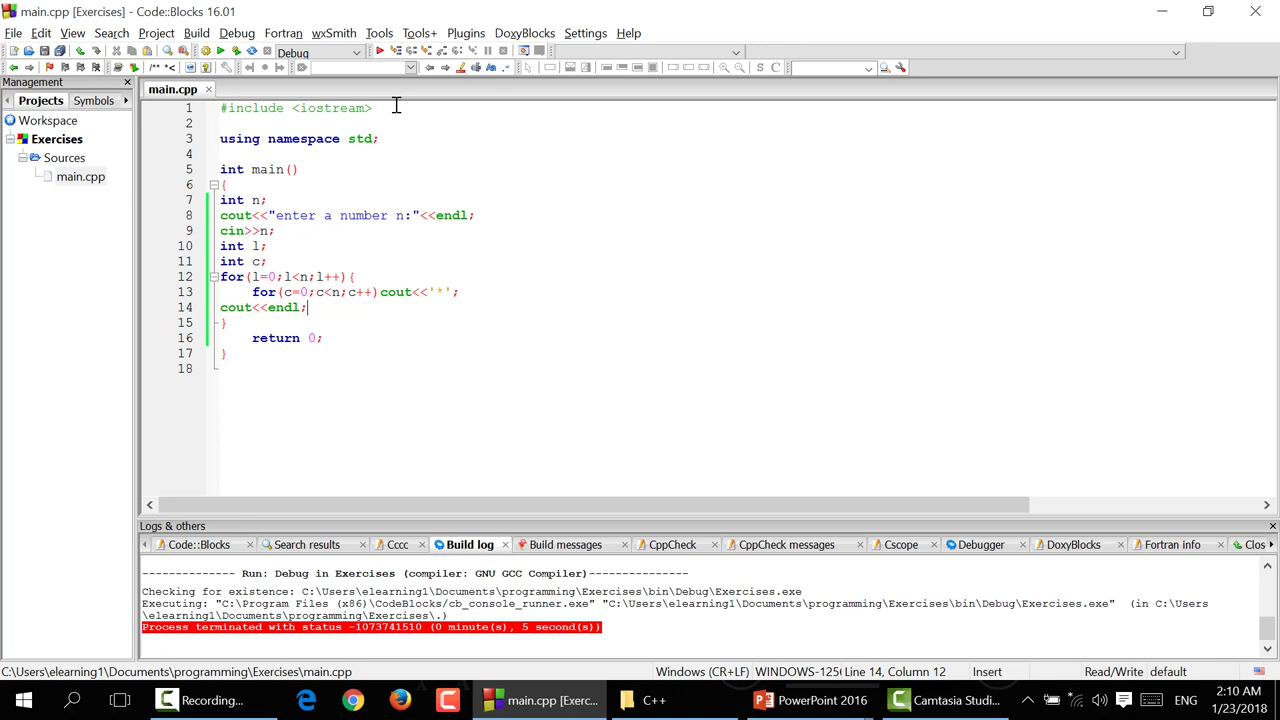 main.cpp [Exercises] - Code::Blocks 16.01
File Edit View Search Project Build Debug Fortran wxSmith Tools Tools+ Plugins DoxyBlocks Settings Help
Debug
/** *<
S C
Management
Projects Symbols
main.cpp
Workspace
Exercises
Sources
main.cpp
1 #include <iostream>
2
3 using namespace std;
4
5 int main()
6 {
7 int n;
8 cout<<"enter a number n:"<<endl;
9 cin>>n;
10 int l;
11 int c;
12 for(l=0;l<n;l++){
13 for(c=0;c<n;c++)cout<<'*';
14 cout<<endl;
15 }
16 return 0;
17 }
18
Logs & others
Code::Blocks Search results Cccc Build log Build messages CppCheck CppCheck messages Cscope Debugger DoxyBlocks Fortran info Clos
-------------- Run: Debug in Exercises (compiler: GNU GCC Compiler)---------------
Checking for existence: C:\Users\elearning1\Documents\programming\Exercises\bin\Debug\Exercises.exe
Executing: "C:\Program Files (x86)\CodeBlocks/cb_console_runner.exe" "C:\Users\elearning1\Documents\programming\Exercises\bin\Debug\Exercises.exe" (in C:\Users
\elearning1\Documents\programming\Exercises\.)
Process terminated with status -1073741510 (0 minute(s), 5 second(s))
C:\Users\elearning1\Documents\programming\Exercises\main.cpp Windows (CR+LF) WINDOWS-125 Line 14, Column 12 Insert Read/Write default
Recording... main.cpp [Exerc... C++ PowerPoint 2016 Camtasia Studi... ENG
2:10 AM
1/23/2018